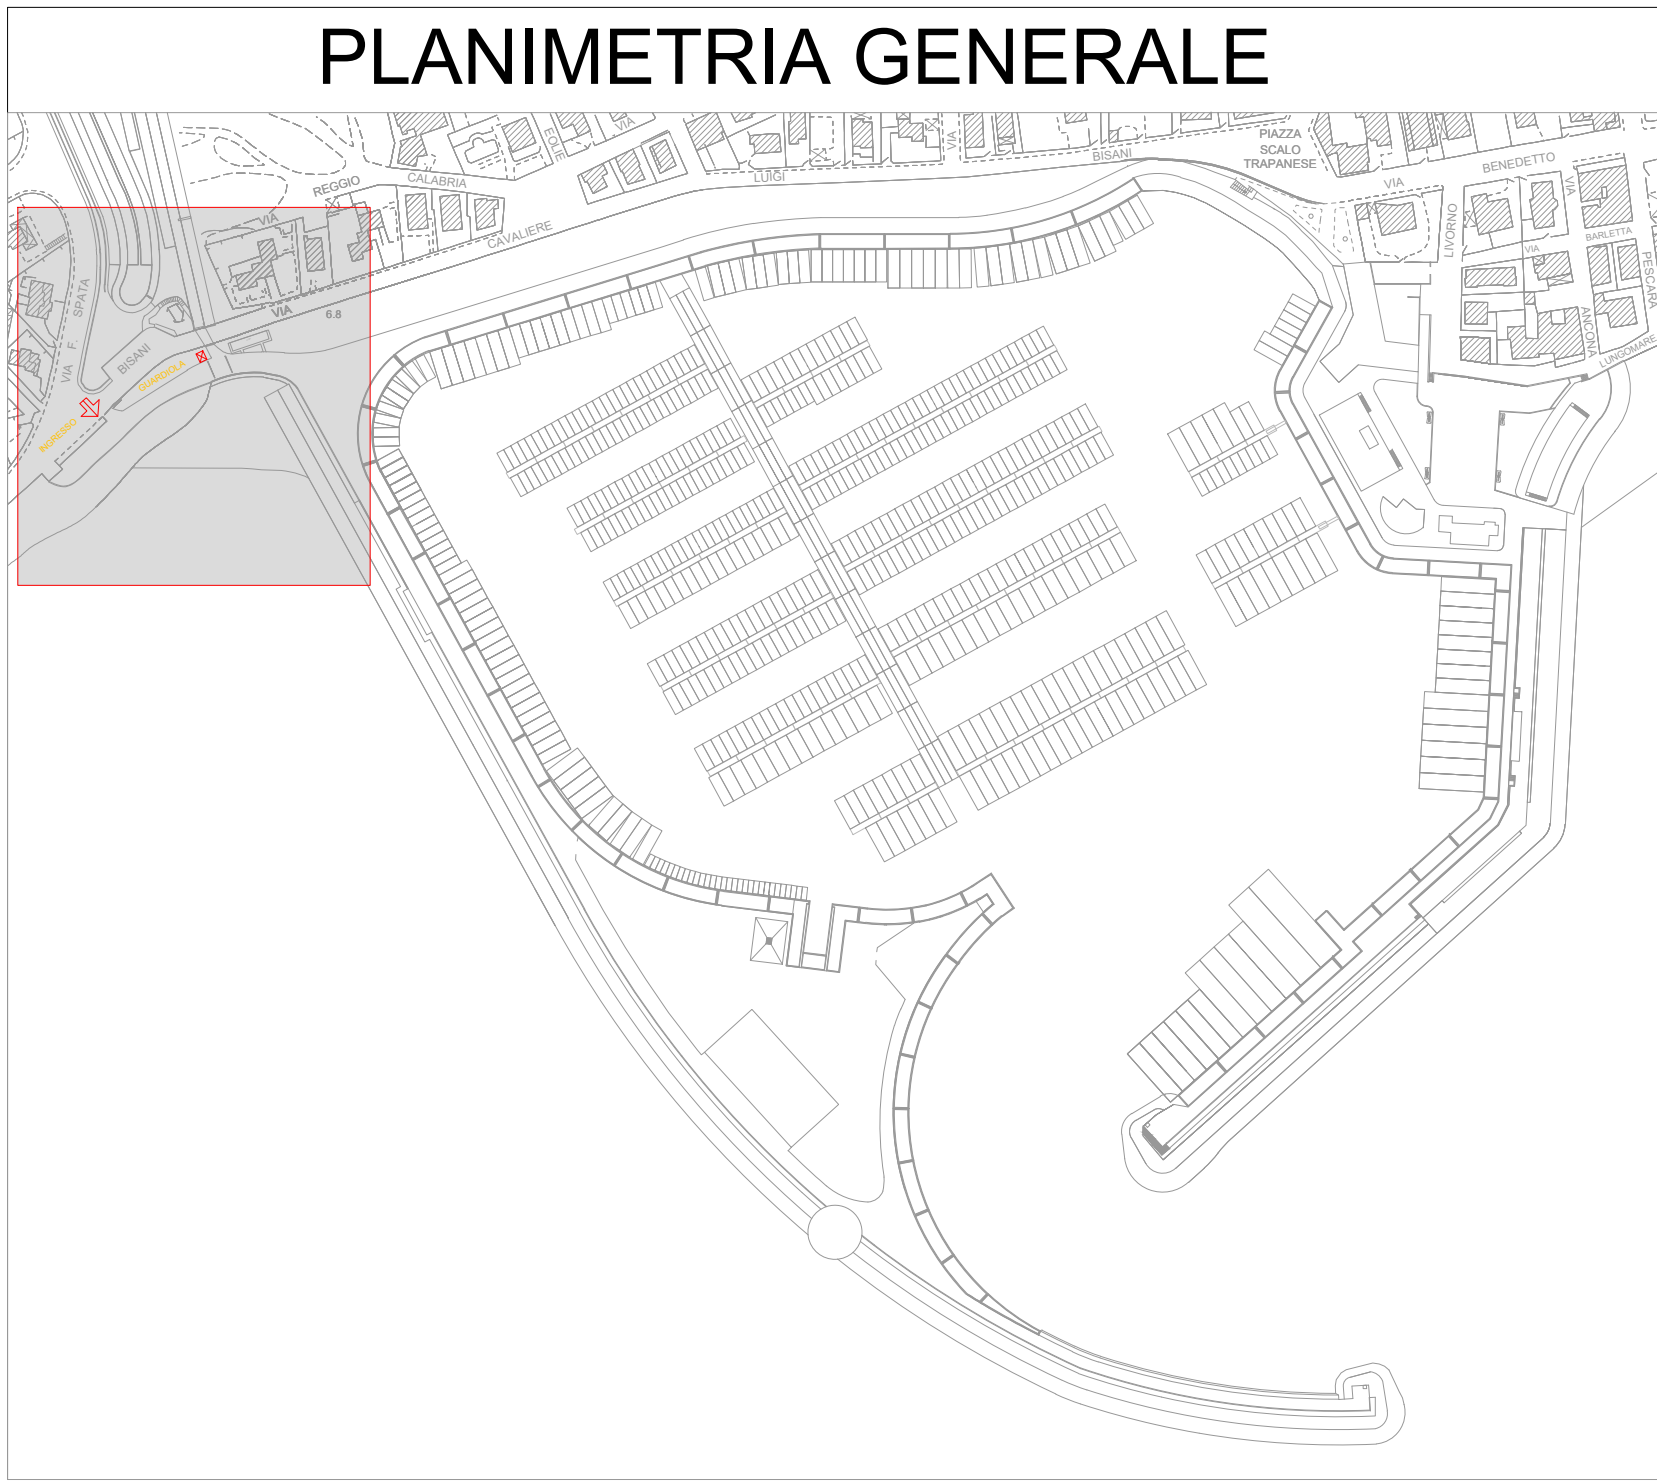 PLANIMETRIA GENERALE
EOLIE
VIA
VIA
BISANI
PIAZZA
SCALO
TRAPANESE
VIA
BENEDETTO
VIA
REGGIO
CALABRIA
LUIGI
VIA
CAVALIERE
LIVORNO
VIA
BARLETTA
PESCARA
VIA F. SPATA
VIA
6.8
ANCONA
LUNGOMARE
BISANI
GUARDIOLA
INGRESSO